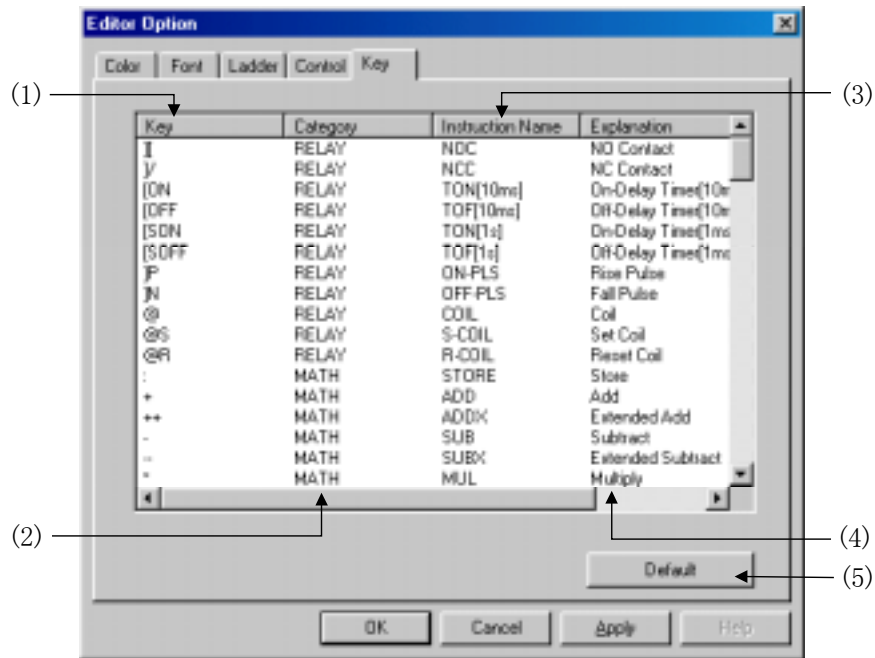 Editor Option
Color Font Ladder Control Key
(1)
(3)
Key Category Instruction Name Explanation
][ RELAY NOC NO Contact
]/ RELAY NCC NC Contact
[ON RELAY TON[10ms] On-Delay Timer[10m
[OFF RELAY TOF[10ms] Off-Delay Timer[10m
[SON RELAY TON[1s] On-Delay Timer[1ms
[SOFF RELAY TOF[1s] Off-Delay Timer[1ms
]P RELAY ON-PLS Rise Pulse
]N RELAY OFF-PLS Fall Pulse
@ RELAY COIL Coil
@S RELAY S-COIL Set Coil
@R RELAY R-COIL Reset Coil
: MATH STORE Store
+ MATH ADD Add
++ MATH ADDX Extended Add
- MATH SUB Subtract
-- MATH SUBX Extended Subtract
* MATH MUL Multiply
(2)
(4)
Default
(5)
OK Cancel Apply Help